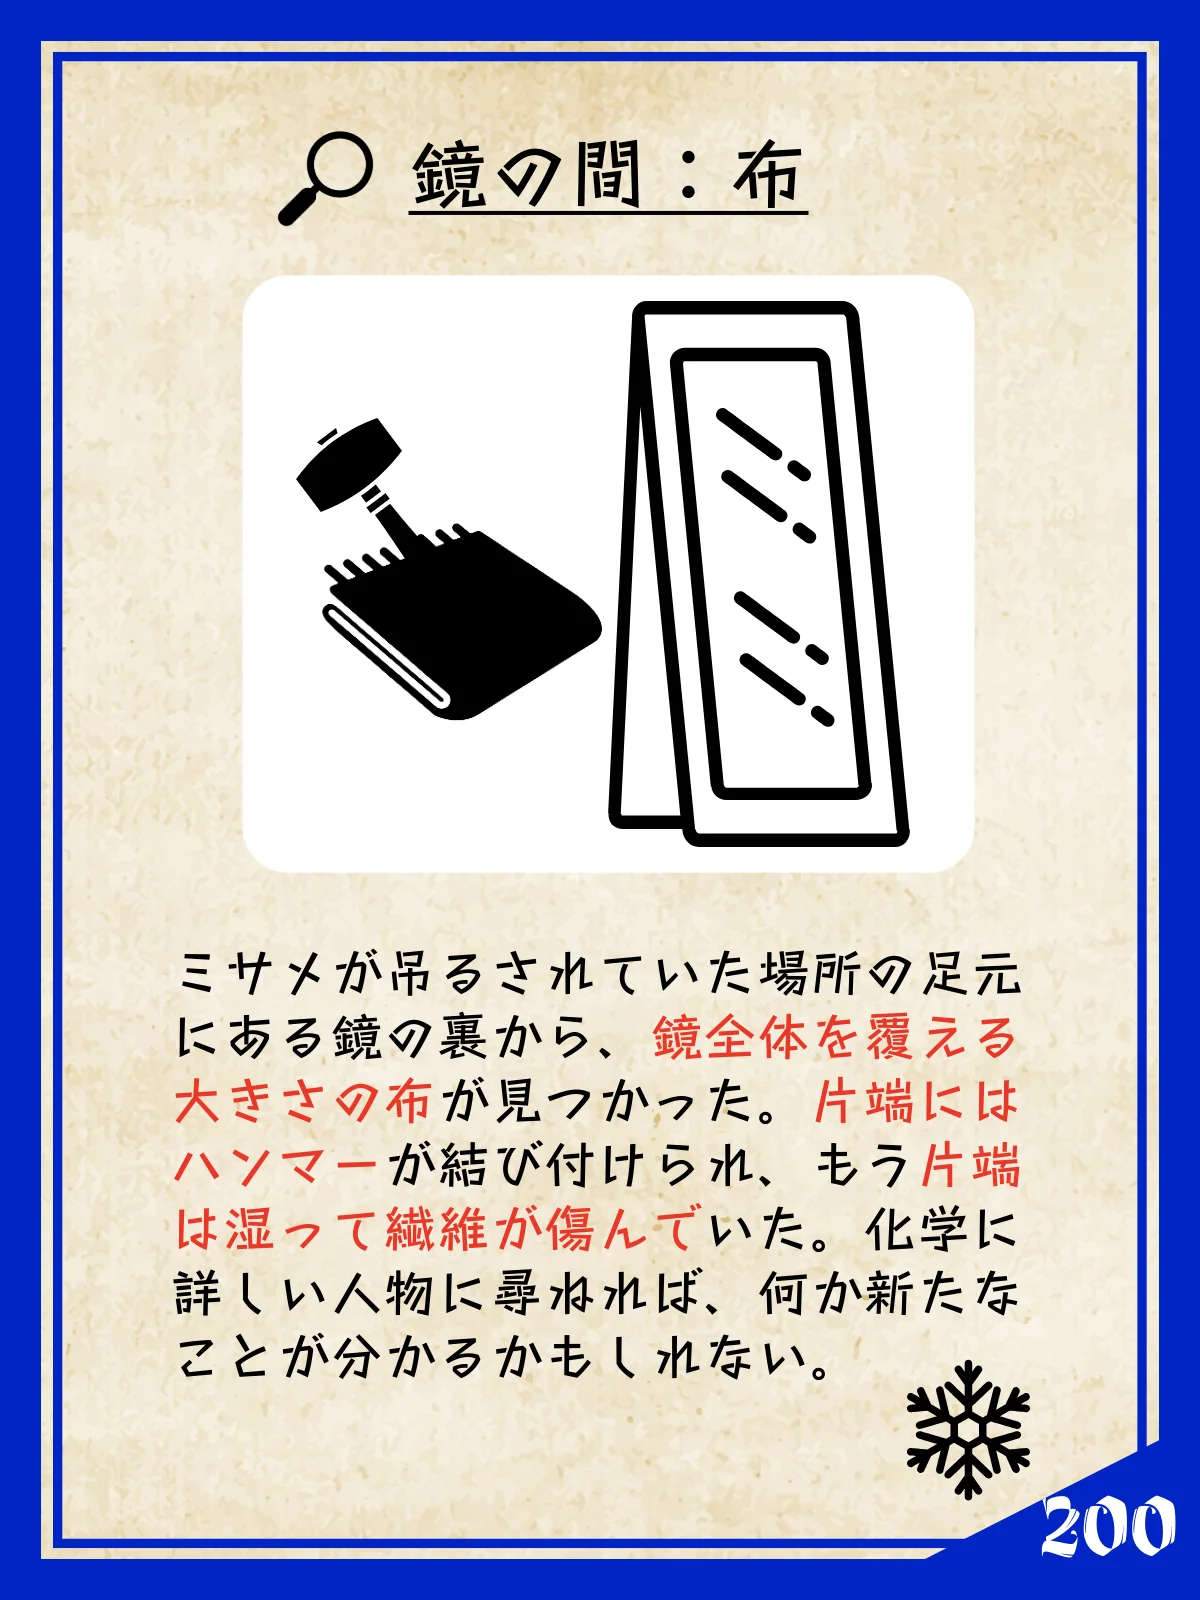 鏡の間：布
ミサメが吊るされていた場所の足元
にある鏡の裏から、鏡全体を覆える
大きさの布が見つかった。片端には
ハンマーが結び付けられ、もう片端
は湿って繊維が傷んでいた。化学に
詳しい人物に尋ねれば、何か新たな
ことが分かるかもしれない。
200